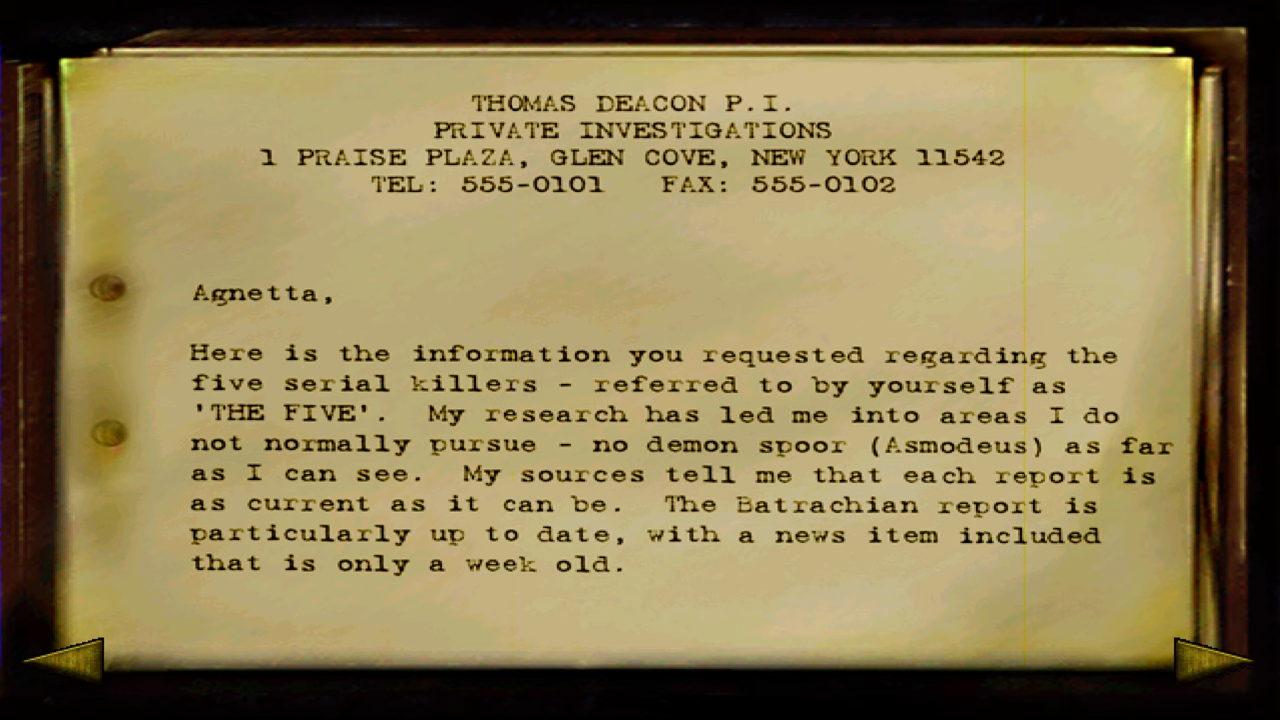 THOMAS DEACON P.I.
PRIVATE INVESTIGATIONS
1 PRAISE PLAZA, GLEN COVE, NEW YORK 11542
TEL: 555-0101 FAX: 555-0102
Agnetta,
Here is the information you requested regarding the
five serial killers - referred to by yourself as
'THE FIVE'. My research has led me into areas I do
not normally pursue - no demon spoor (Asmodeus) as far
as I can see. My sources tell me that each report is
as current as it can be. The Batrachian report is
particularly up to date, with a news item included
that is only a week old.